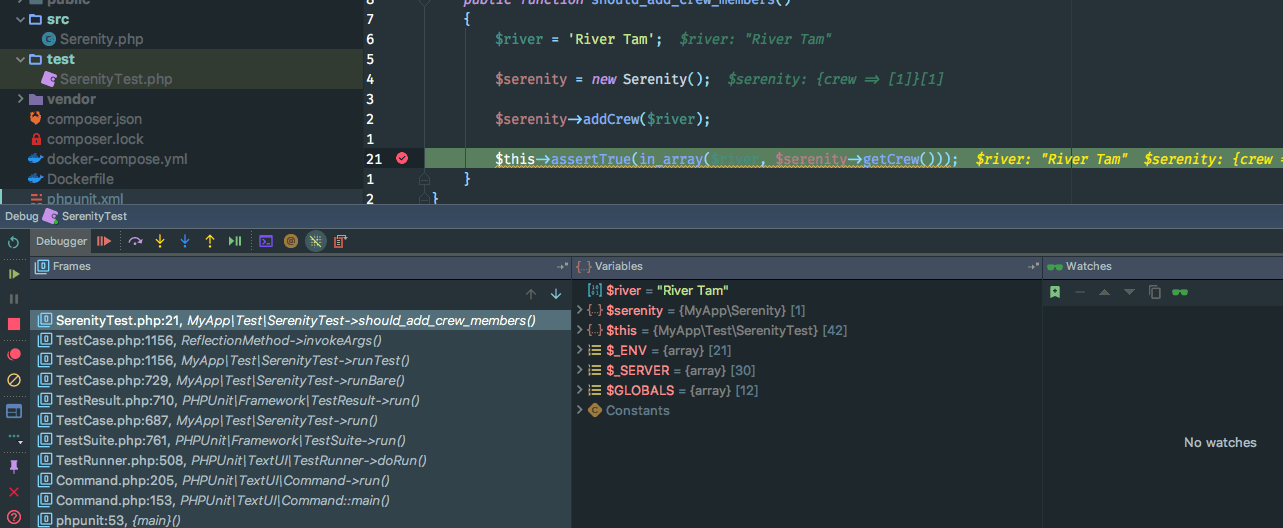 public
8
public function should_add_crew_members()
src
7
{
Serenity.php
6
$river = 'River Tam'; $river: "River Tam"
test
5
SerenityTest.php
4
$serenity = new Serenity(); $serenity: {crew => [1]}[1]
vendor
3
composer.json
2
$serenity->addCrew($river);
composer.lock
1
docker-compose.yml
21
$this->assertTrue(in_array($river, $serenity->getCrew())); $river: "River Tam" $serenity: {crew =>
Dockerfile
1
}
phpunit.xml
2
}
Debug SerenityTest
Debugger
Frames
SerenityTest.php:21, MyApp\Test\SerenityTest->should_add_crew_members()
TestCase.php:1156, ReflectionMethod->invokeArgs()
TestCase.php:1156, MyApp\Test\SerenityTest->runTest()
TestCase.php:729, MyApp\Test\SerenityTest->runBare()
TestResult.php:710, PHPUnit\Framework\TestResult->run()
TestCase.php:687, MyApp\Test\SerenityTest->run()
TestSuite.php:761, PHPUnit\Framework\TestSuite->run()
TestRunner.php:508, PHPUnit\TextUI\TestRunner->doRun()
Command.php:205, PHPUnit\TextUI\Command->run()
Command.php:153, PHPUnit\TextUI\Command::main()
phpunit:53, {main}()
Variables
$river = "River Tam"
$serenity = {MyApp\Serenity} [1]
$this = {MyApp\Test\SerenityTest} [42]
$_ENV = {array} [21]
$_SERVER = {array} [30]
$GLOBALS = {array} [12]
Constants
Watches
No watches